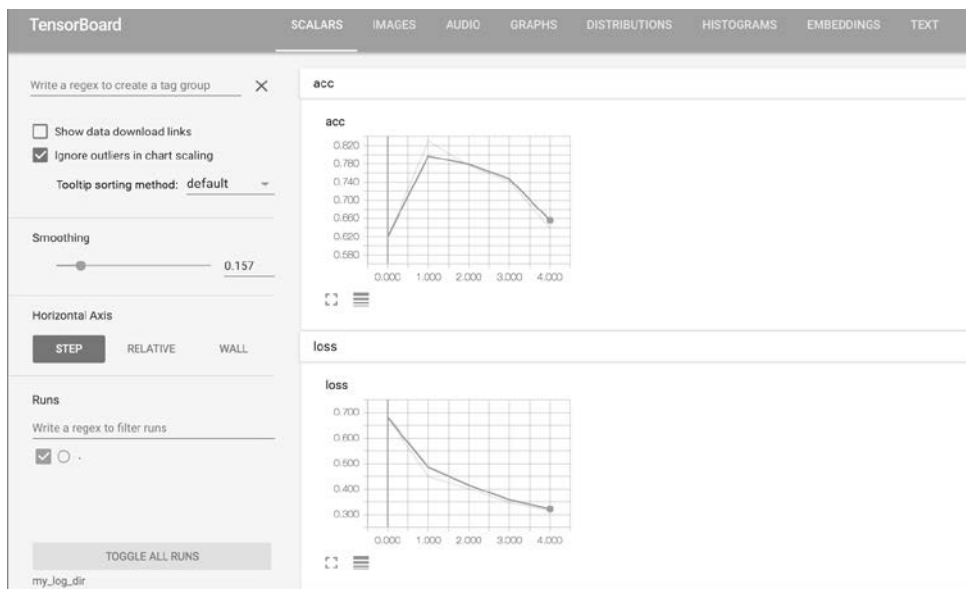 TensorBoard
SCALARS IMAGES AUDIO GRAPHS DISTRIBUTIONS HISTOGRAMS EMBEDDINGS TEXT
Write a regex to create a tag group
Show data download links
Ignore outliers in chart scaling
Tooltip sorting method: default
Smoothing
0.157
Horizontal Axis
STEP RELATIVE WALL
Runs
Write a regex to filter runs
.
TOGGLE ALL RUNS
my_log_dir
acc
acc
0.820
0.780
0.740
0.700
0.660
0.620
0.580
0.000 1.000 2.000 3.000 4.000
loss
loss
0.700
0.600
0.500
0.400
0.300
0.000 1.000 2.000 3.000 4.000